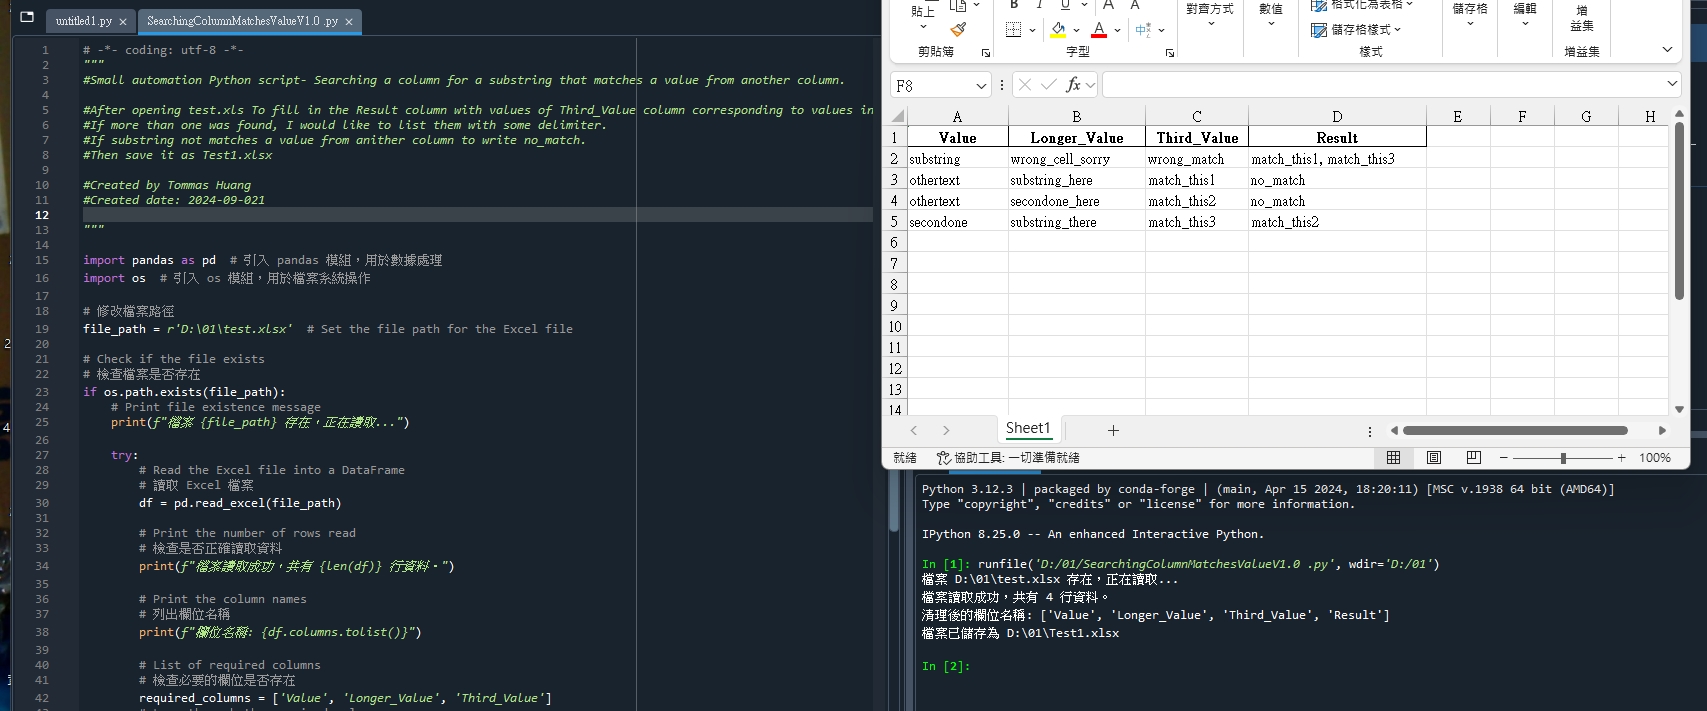 untitled1.py ×
SearchingColumnMatchesValueV1.0 .py ×
1 # -*- coding: utf-8 -*-
2 """
3 #Small automation Python script- Searching a column for a substring that matches a value from another column.
4
5 #After opening test.xls To fill in the Result column with values of Third_Value column corresponding to values in
6 #If more than one was found, I would like to list them with some delimiter.
7 #If substring not matches a value from anither column to write no_match.
8 #Then save it as Test1.xlsx
9
10 #Created by Tommas Huang
11 #Created date: 2024-09-021
12
13 """
14
15 import pandas as pd # 引入 pandas 模組，用於數據處理
16 import os # 引入 os 模組，用於檔案系統操作
17
18 # 修改檔案路徑
19 file_path = r'D:\01\test.xlsx' # Set the file path for the Excel file
20
21 # Check if the file exists
22 # 檢查檔案是否存在
23 if os.path.exists(file_path):
24 # Print file existence message
25 print(f"檔案 {file_path} 存在，正在讀取...")
26
27 try:
28 # Read the Excel file into a DataFrame
29 # 讀取 Excel 檔案
30 df = pd.read_excel(file_path)
31
32 # Print the number of rows read
33 # 檢查是否正確讀取資料
34 print(f"檔案讀取成功，共有 {len(df)} 行資料。")
35
36 # Print the column names
37 # 列出欄位名稱
38 print(f"欄位名稱: {df.columns.tolist()}")
39
40 # List of required columns
41 # 檢查必要的欄位是否存在
42 required_columns = ['Value', 'Longer_Value', 'Third_Value']
貼上
剪貼簿
B I U A A
A 中
字型
對齊方式
數值
格式化為表格
儲存格樣式
樣式
儲存格
編輯
增
益集
增益集
F8
fx
A B C D E F G H
1 Value Longer_Value Third_Value Result
2 substring wrong_cell_sorry wrong_match match_this1, match_this3
3 othertext substring_here match_this1 no_match
4 othertext secondone_here match_this2 no_match
5 secondone substring_there match_this3 match_this2
6
7
8
9
10
11
12
13
14
Sheet1 +
就緒 協助工具: 一切準備就緒 − + 100%
Python 3.12.3 | packaged by conda-forge | (main, Apr 15 2024, 18:20:11) [MSC v.1938 64 bit (AMD64)]
Type "copyright", "credits" or "license" for more information.
IPython 8.25.0 -- An enhanced Interactive Python.
In [1]: runfile('D:/01/SearchingColumnMatchesValueV1.0 .py', wdir='D:/01')
檔案 D:\01\test.xlsx 存在，正在讀取...
檔案讀取成功，共有 4 行資料。
清理後的欄位名稱: ['Value', 'Longer_Value', 'Third_Value', 'Result']
檔案已儲存為 D:\01\Test1.xlsx
In [2]: